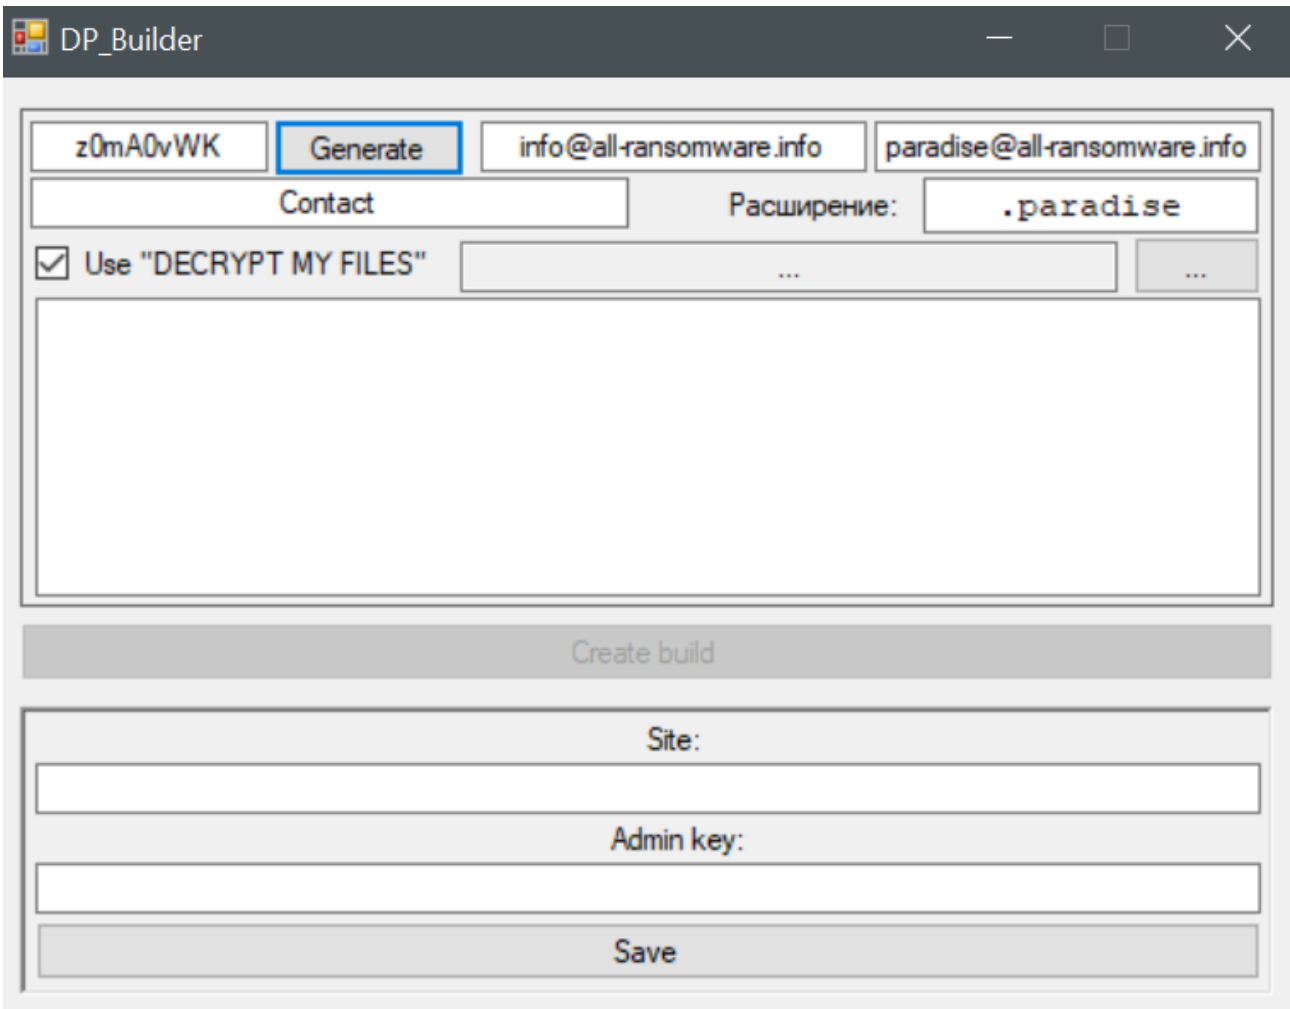 DP_Builder
z0mA0vWK Generate info@all-ransomware.info paradise@all-ransomware.info
Contact Расширение: .paradise
Use "DECRYPT MY FILES" ... ...
Create build
Site:
Admin key:
Save